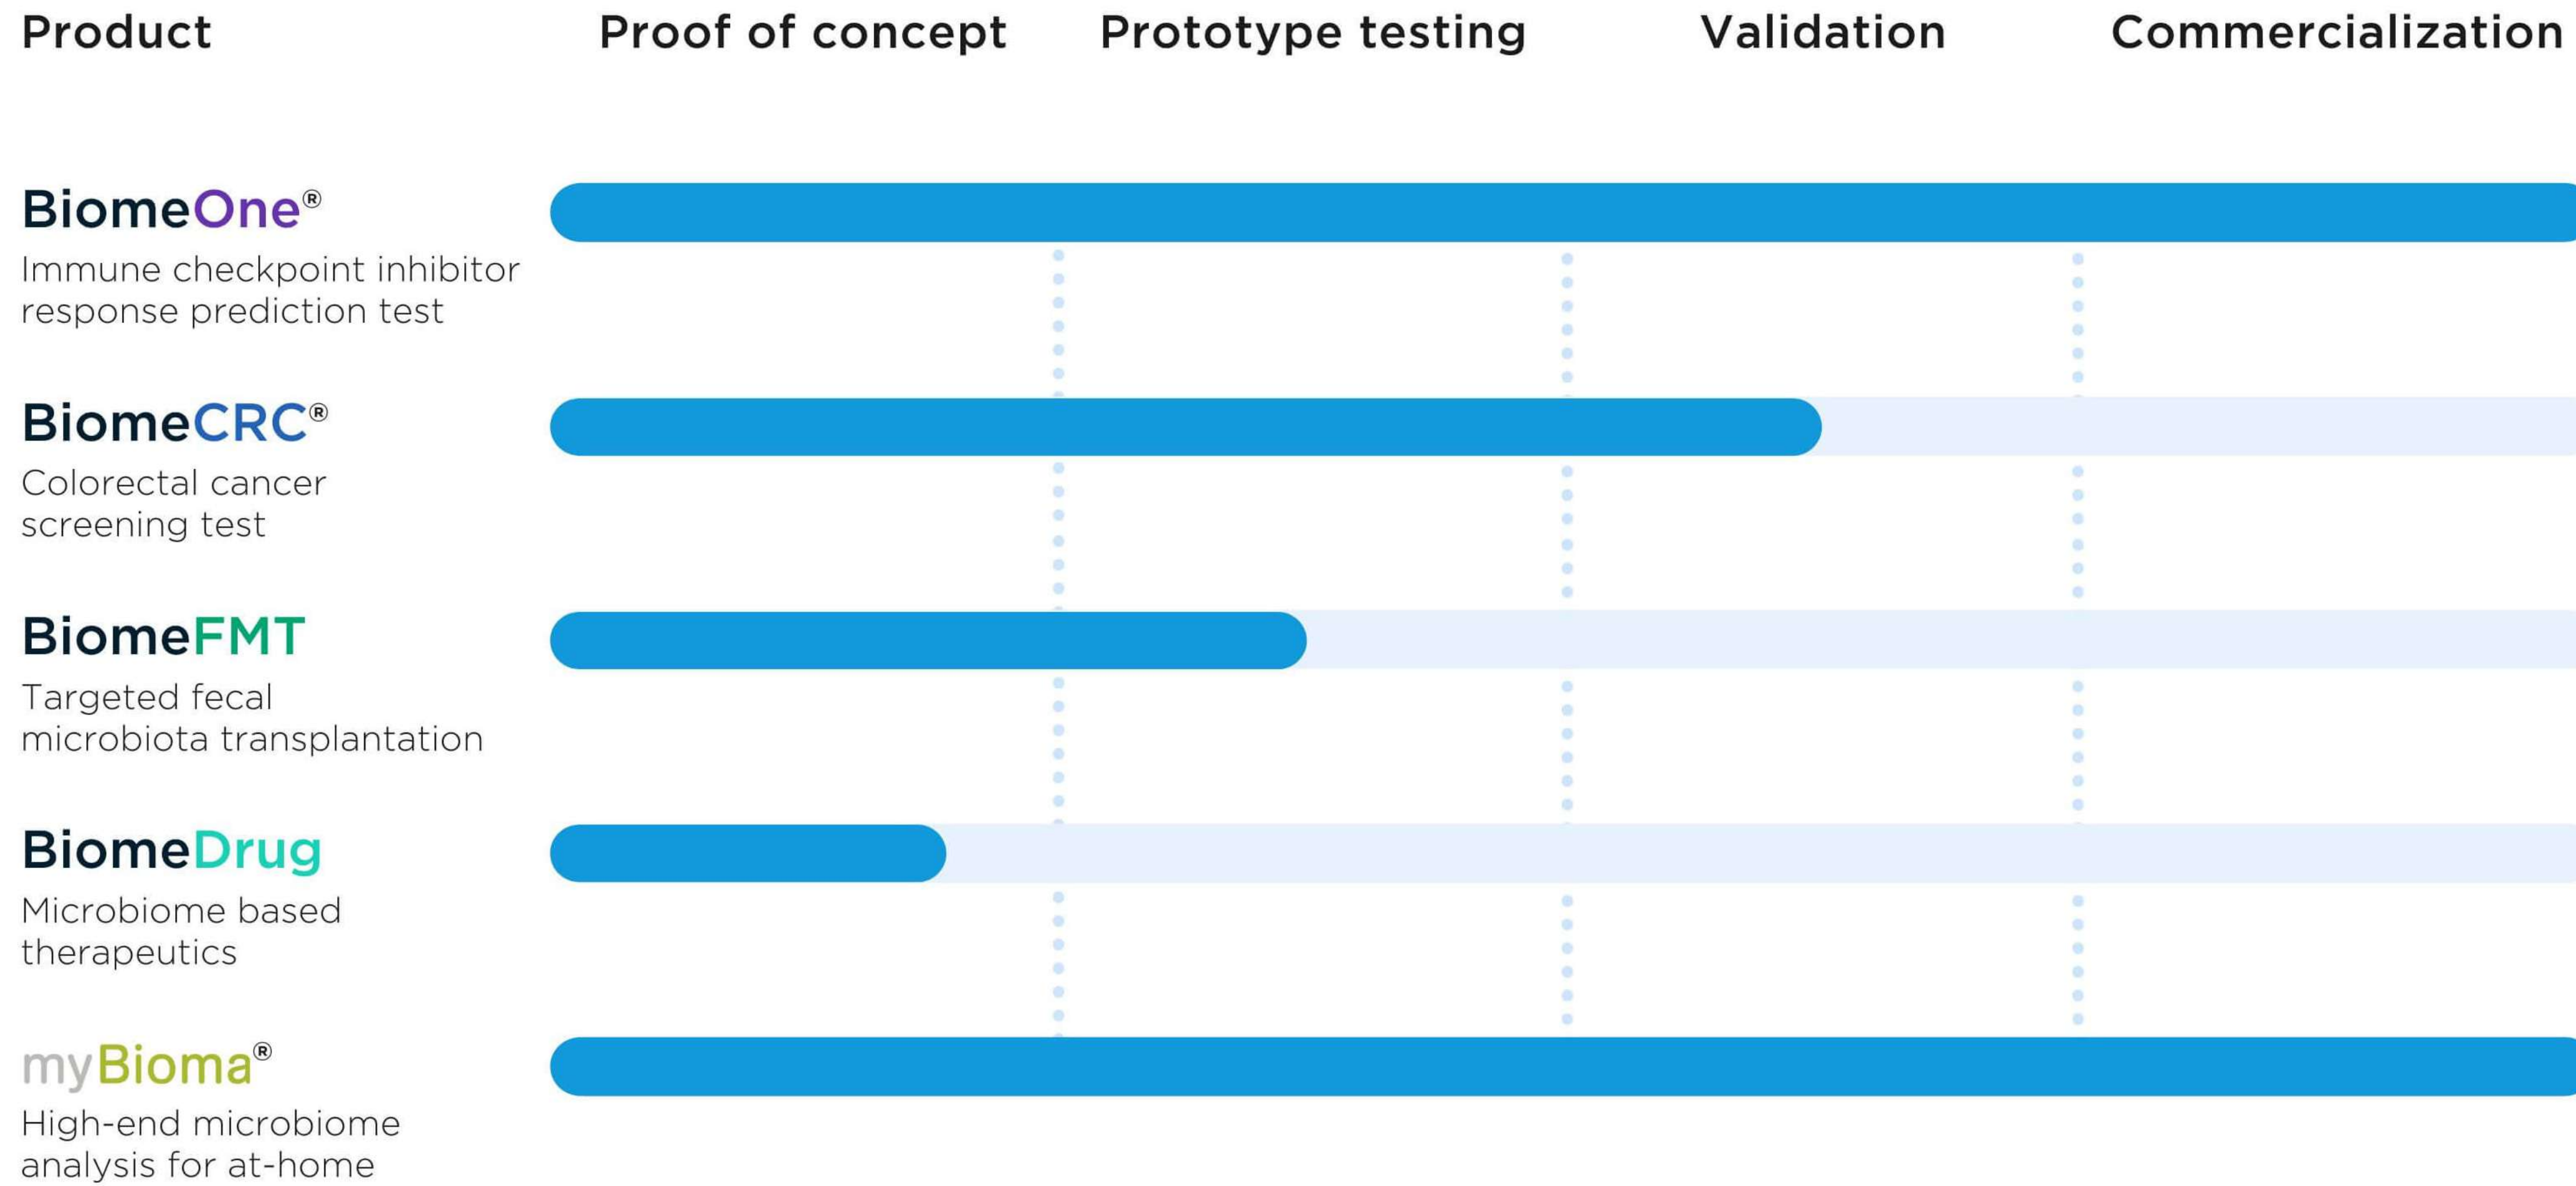 Product Proof of concept Prototype testing Validation Commercialization
BiomeOne®
Immune checkpoint inhibitor
response prediction test
BiomeCRC®
Colorectal cancer
screening test
BiomeFMT
Targeted fecal
microbiota transplantation
BiomeDrug
Microbiome based
therapeutics
myBioma®
High-end microbiome
analysis for at-home